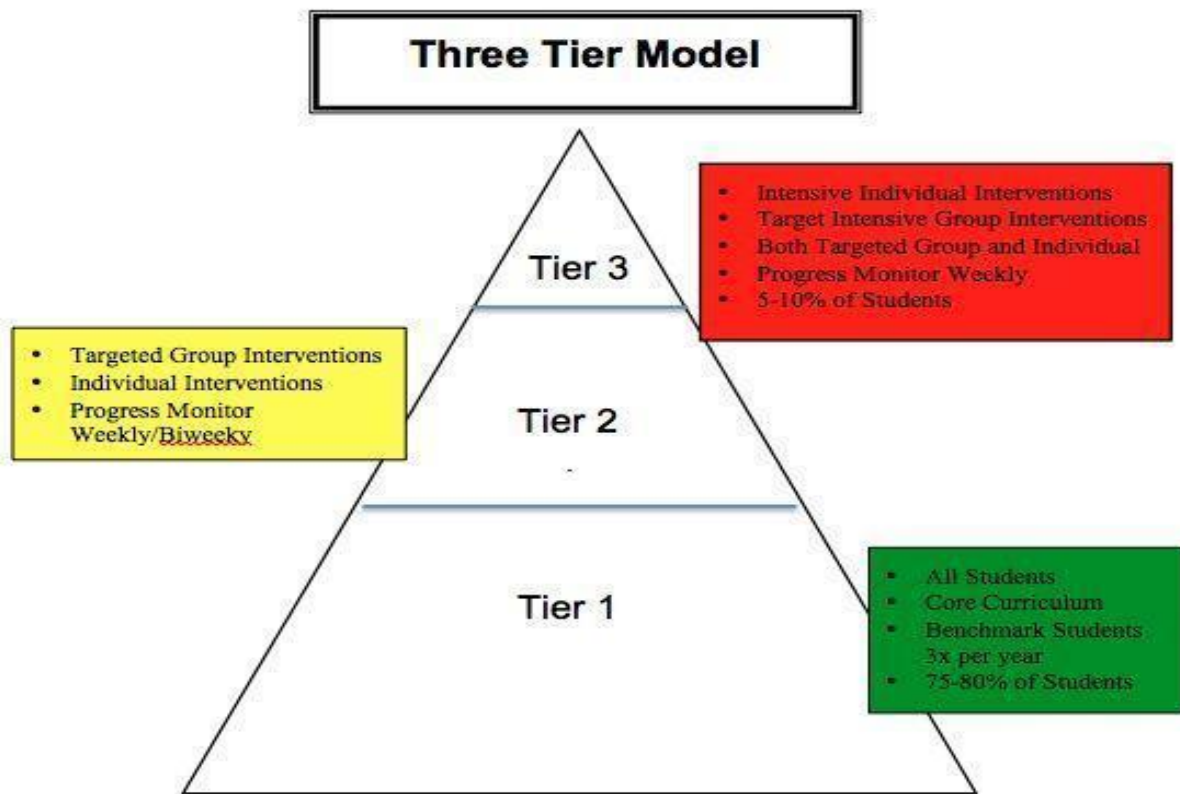 Three Tier Model
• Intensive Individual Interventions
• Target Intensive Group Interventions
• Both Targeted Group and Individual
• Progress Monitor Weekly
• 5-10% of Students
Tier 3
• Targeted Group Interventions
• Individual Interventions
• Progress Monitor
Weekly/Biweeky
Tier 2
• All Students
• Core Curriculum
• Benchmark Students
3x per year
• 75-80% of Students
Tier 1